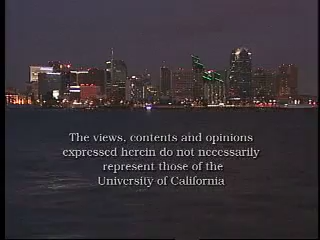 The views, contents and opinions
expressed herein do not necessarily
represent those of the
University of California